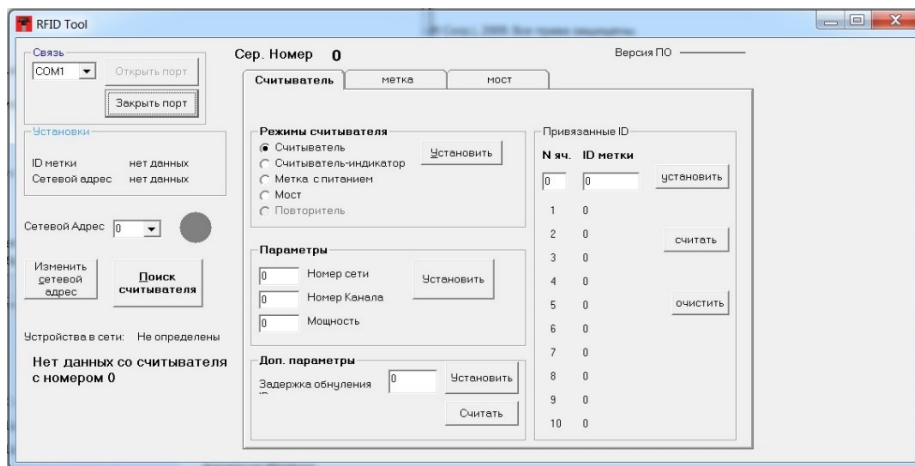 RFID Tool
Corp.), 2009. Все права защищены.
Связь
COM1
Открыть порт
Закрыть порт
Установки
ID метки нет данных
Сетевой адрес нет данных
Сетевой Адрес 0
Изменить
сетевой
адрес
Поиск
считывателя
Устройства в сети: Не определены
Нет данных со считывателя
с номером 0
Сер. Номер 0
Версия ПО
Считыватель
метка
мост
Режимы считывателя
Считыватель
Считыватель-индикатор
Метка с питанием
Мост
Повторитель
Установить
Параметры
0 Номер сети
0 Номер Канала
0 Мощность
Установить
Доп. параметры
Задержка обнуления
0
Установить
Считать
Привязанные ID
N яч. ID метки
0 0
установить
1 0
2 0
считать
3 0
4 0
5 0
очистить
6 0
7 0
8 0
9 0
10 0